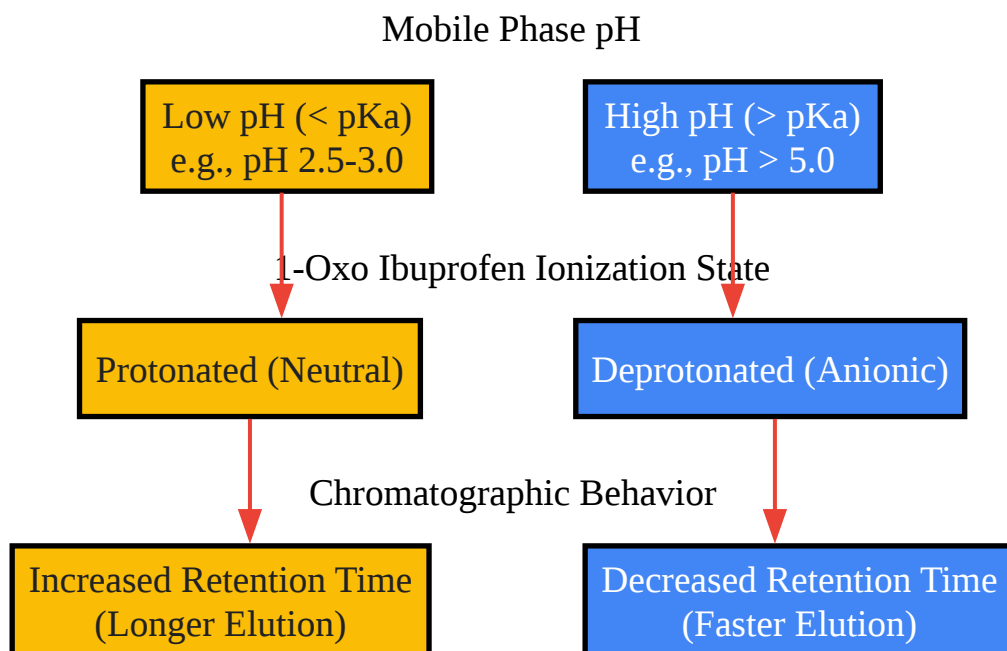 Mobile Phase pH
Low pH (< pKa)
e.g., pH 2.5-3.0
High pH (> pKa)
e.g., pH > 5.0
1-Oxo Ibuprofen Ionization State
Protonated (Neutral)
Deprotonated (Anionic)
Chromatographic Behavior
Increased Retention Time
(Longer Elution)
Decreased Retention Time
(Faster Elution)